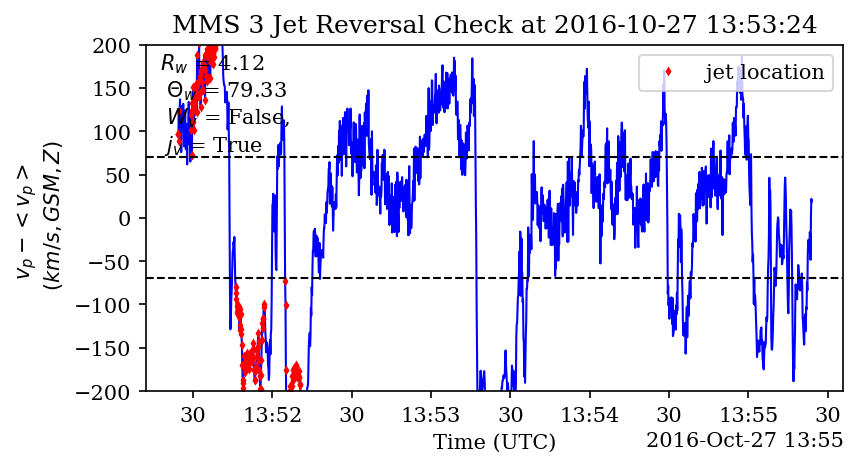 MMS 3 Jet Reversal Check at 2016-10-27 13:53:24
200
150
100
50
0
−50
−100
−150
−200
v_p − < v_p >
(km/s, GSM, Z)
R_w = 4.12
Θ_w = 79.33
W_v = False,
j_v = True
jet location
30 13:52 30 13:53 30 13:54 30 13:55 30
Time (UTC)
2016-Oct-27 13:55